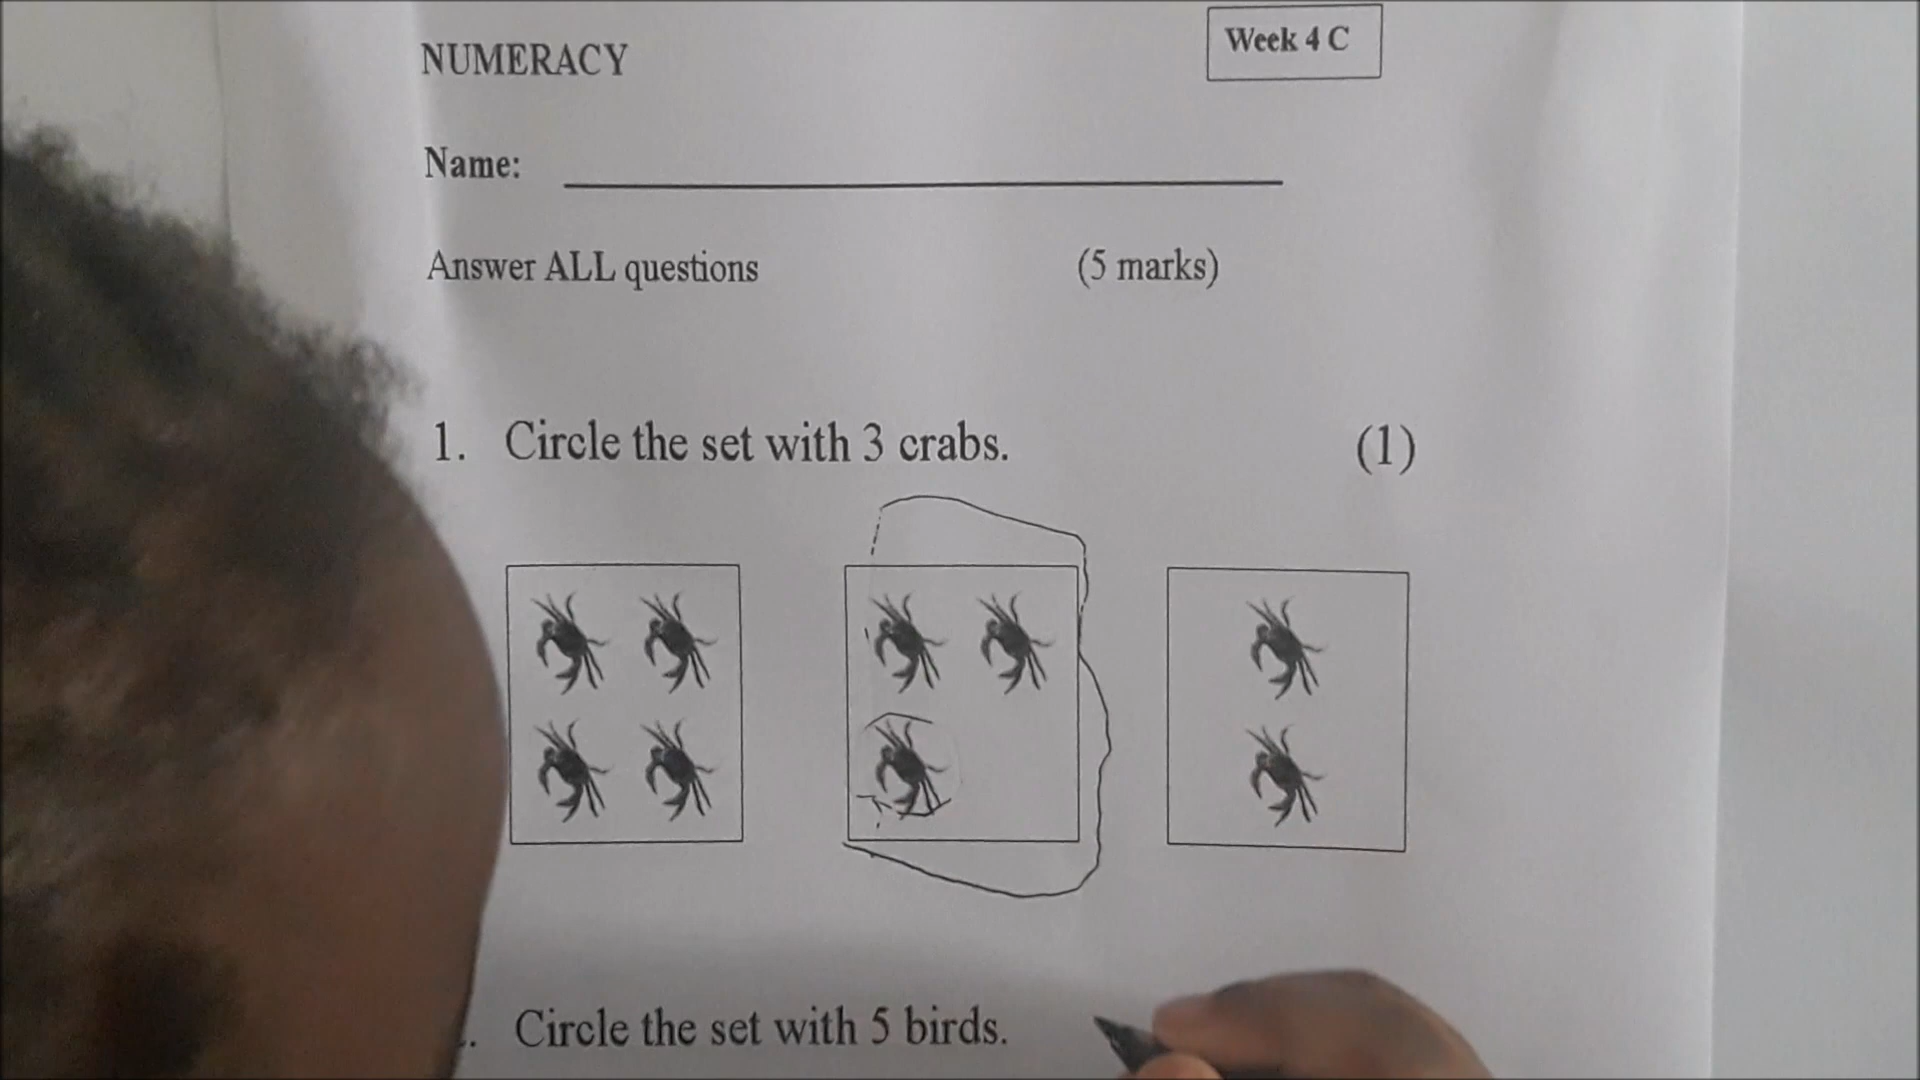 NUMERACY
Week 4 C
Name:
Answer ALL questions (5 marks)
1. Circle the set with 3 crabs. (1)
. Circle the set with 5 birds.